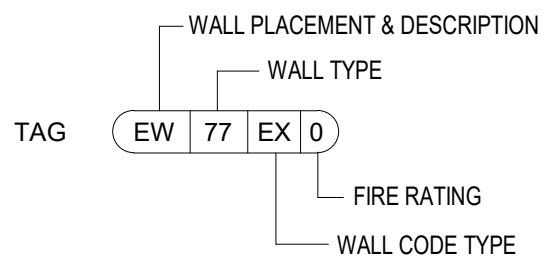 WALL PLACEMENT & DESCRIPTION
WALL TYPE
TAG EW 77 EX 0
FIRE RATING
WALL CODE TYPE